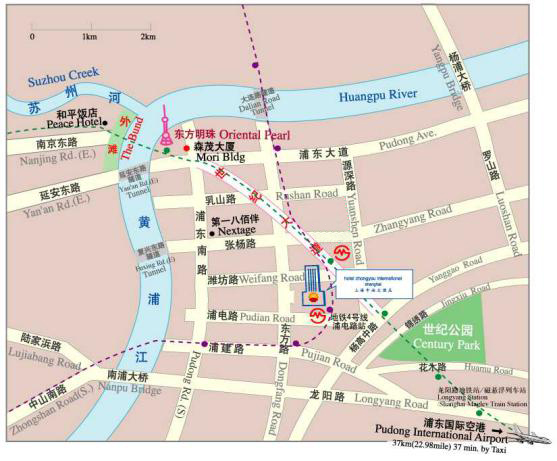 0 1km 2km
Suzhou Creek
苏州河
和平饭店
Peace Hotel
外滩
The Bund
大连路隧道
Dalian Road
Tunnel
Huangpu River
杨浦大桥
Yangpu Bridge
东方明珠 Oriental Pearl
森茂大厦
Mori Bldg
南京东路
Nanjing Rd.(E.)
浦东大道
Pudong Ave.
延安东路
Yan'an Rd.(E.)
延安东路
隧道
Yan'an Rd.(E.)
Tunnel
世纪大道
源深路
Yuanshen Road
罗山路
Luoshan Road
乳山路
Rushan Road
第一八佰伴
Nextage
张杨路
Zhangyang Road
黄浦江
复兴东路
隧道
Fuxing Rd.(E)
Tunnel
浦东南路
Pudong Rd.(S)
潍坊路
Weifang Road
hotel zhongyou international
shanghai
Yanggao Road
Jingxiu Road
锦绣路
浦电路
Pudian Road
地铁4号线
浦电路站
杨高中路
世纪公园
Century Park
陆家浜路
Lujiabang Road
浦建路
Pujian Road
东方路
Dongfang Road
花木路
Huamu Road
中山南路
Zhongshan Road(S.)
南浦大桥
Nanpu Bridge
龙阳路
Longyang Road
龙阳路地铁站/磁悬浮列车站
Longyang Station
Shanghai Maglev Train Station
浦东国际空港
Pudong International Airport
37km(22.98mile) 37 min. by Taxi